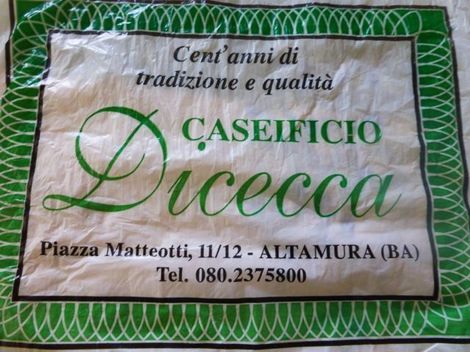 Cent'anni di
tradizione e qualità
CASEIFICIO
Dicecca
Piazza Matteotti, 11/12 - ALTAMURA (BA)
Tel. 080.2375800